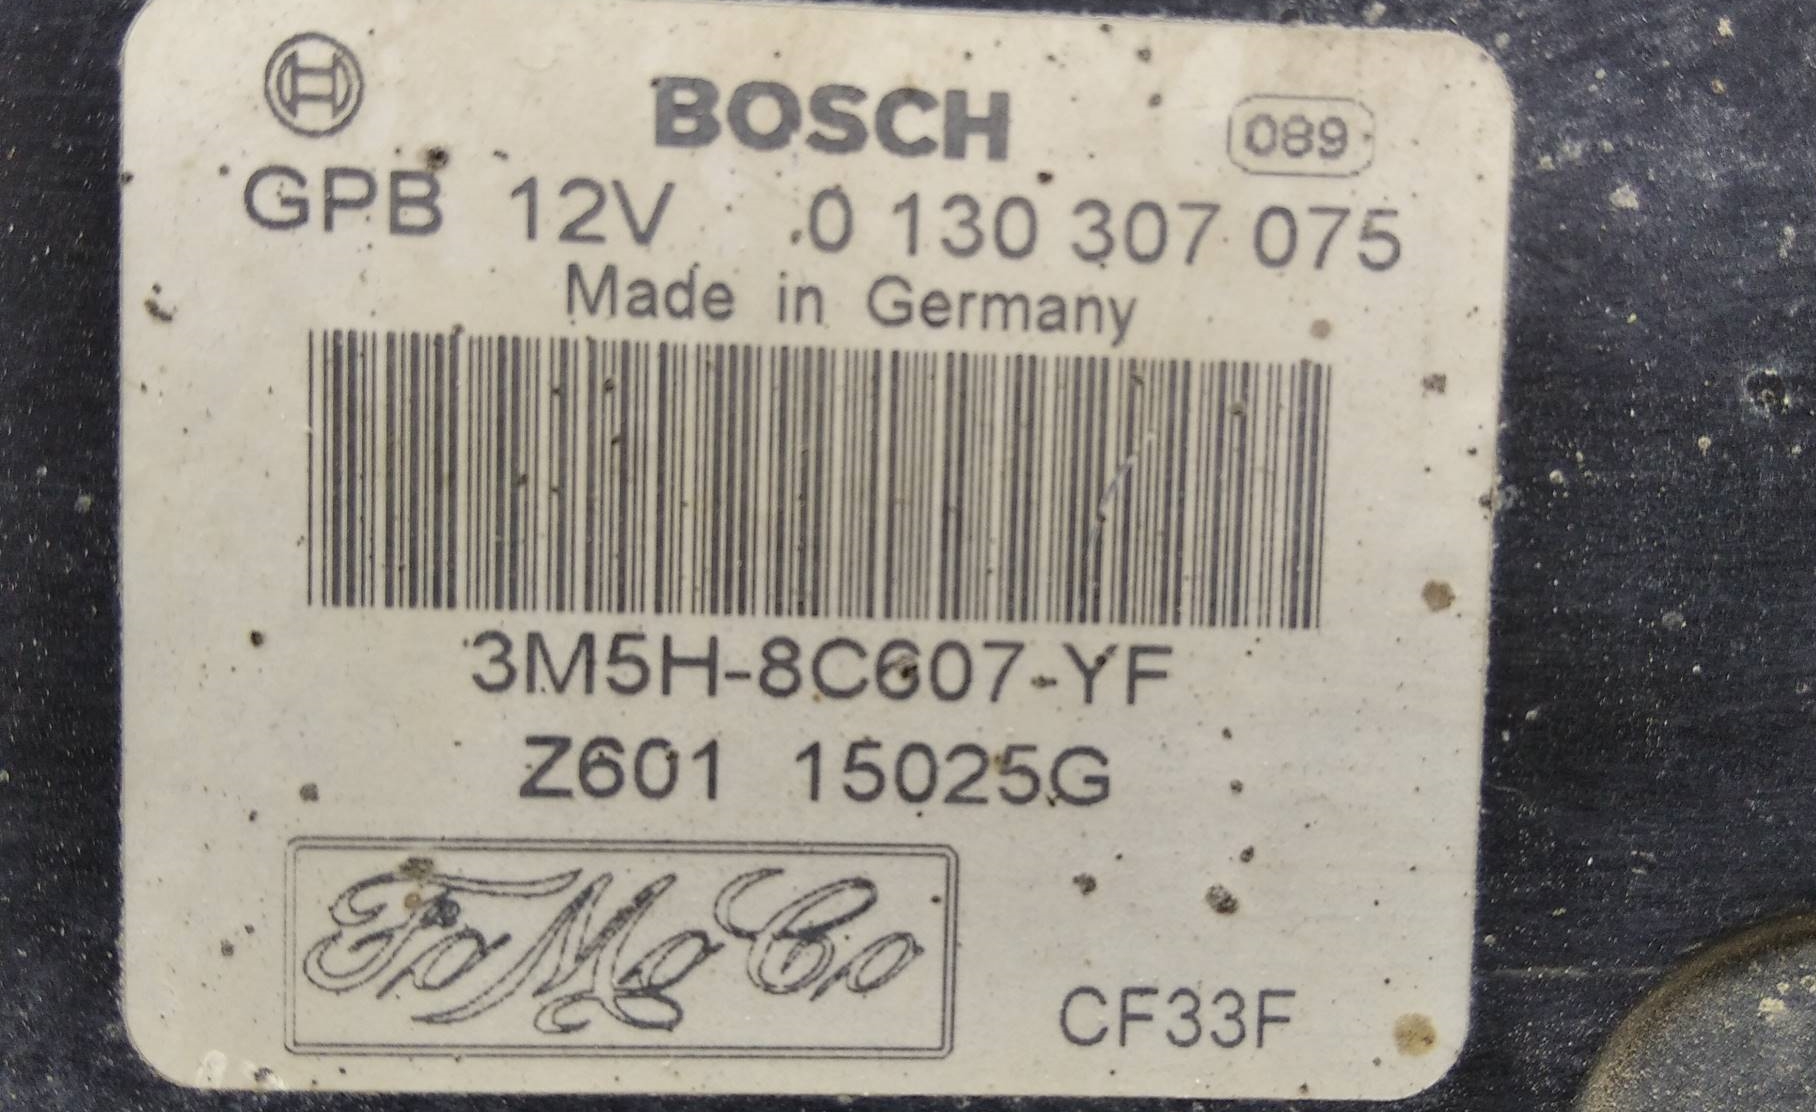 BOSCH 089
GPB 12V 0 130 307 075
Made in Germany
3M5H-8C607-YF
Z601 15025G
FoMoCo
CF33F